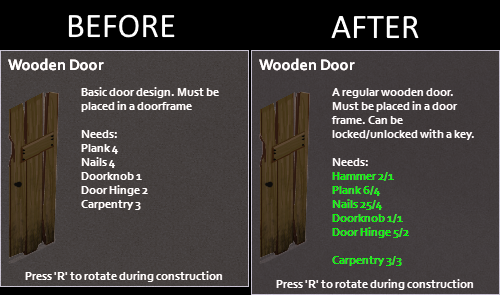 BEFORE
Wooden Door
Basic door design. Must be
placed in a doorframe
Needs:
Plank 4
Nails 4
Doorknob 1
Door Hinge 2
Carpentry 3
Press 'R' to rotate during construction
AFTER
Wooden Door
A regular wooden door.
Must be placed in a door
frame. Can be
locked/unlocked with a key.
Needs:
Hammer 2/1
Plank 6/4
Nails 25/4
Doorknob 1/1
Door Hinge 5/2
Carpentry 3/3
Press 'R' to rotate during construction